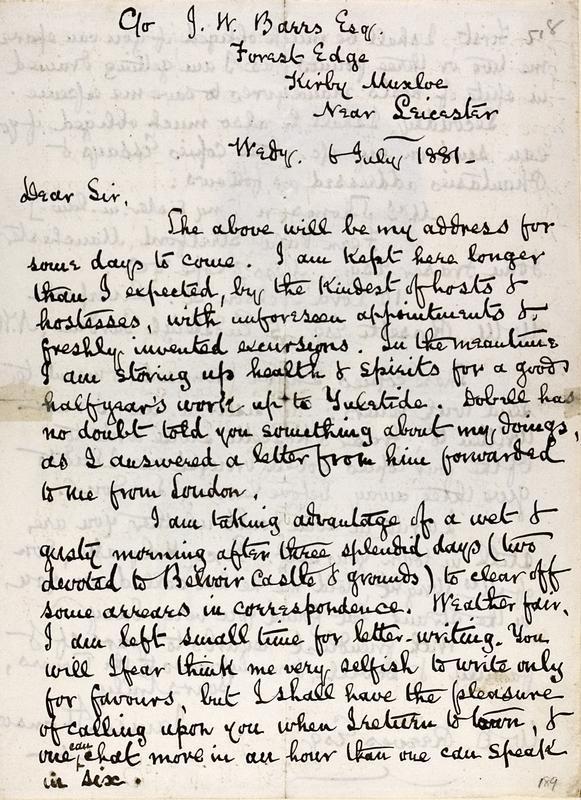 C/o J. W. Barrs Esq.
Forest Edge
Kirby Muxloe
Near Leicester
Wedy. 6 July 1881-
Dear Sir.
The above will be my address for
some days to come. I am kept here longer
than I expected, by the kindest of hosts &
hostesses, with unforeseen appointments &
freshly invented excursions. In the meantime
I am storing up health & spirits for a good
halfyear's work up to Yuletide. Dobell has
no doubt told you something about my doings,
as I answered a letter from him forwarded
to me from London.
I am taking advantage of a wet &
gusty morning after three splendid days (two
devoted to Belvoir Castle & grounds) to clear off
some arrears in correspondence. Weather fair,
I am left small time for letter-writing. You
will I fear think me very selfish to write only
for favours, but I shall have the pleasure
of calling upon you when I return to town, &
one can chat more in an hour than one can speak
in six.
189